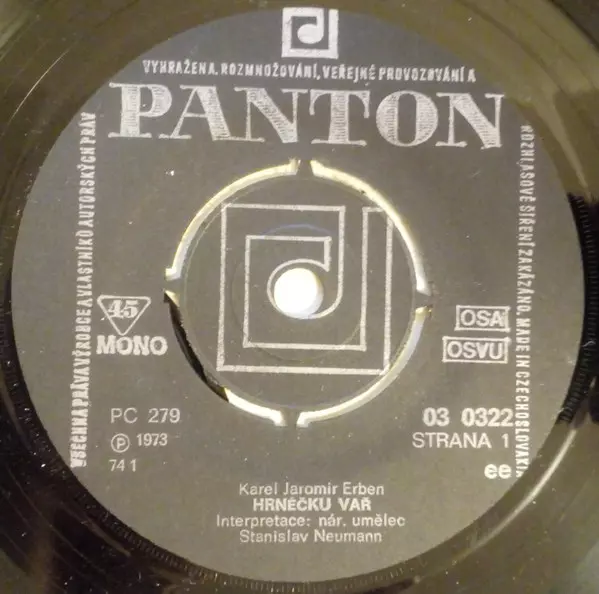 VYHRAŽENA. ROZMNOŽOVÁNÍ, VEŘEJNÉ PROVOZOVÁNÍ A
PANTON
VŠECHNA PRÁVA VÝROBCE A VLASTNÍKŮ AUTORSKÝCH PRÁV
ROZHLASOVÉ ŠÍŘENÍ ZAKÁZÁNO. MADE IN CZECHOSLOVAKIA
45
MONO
OSA
OSVU
PC 279
℗ 1973
74 1
03 0322
STRANA 1
ee
Karel Jaromír Erben
HRNEČKU VAŘ
Interpretace: nár. umělec
Stanislav Neumann